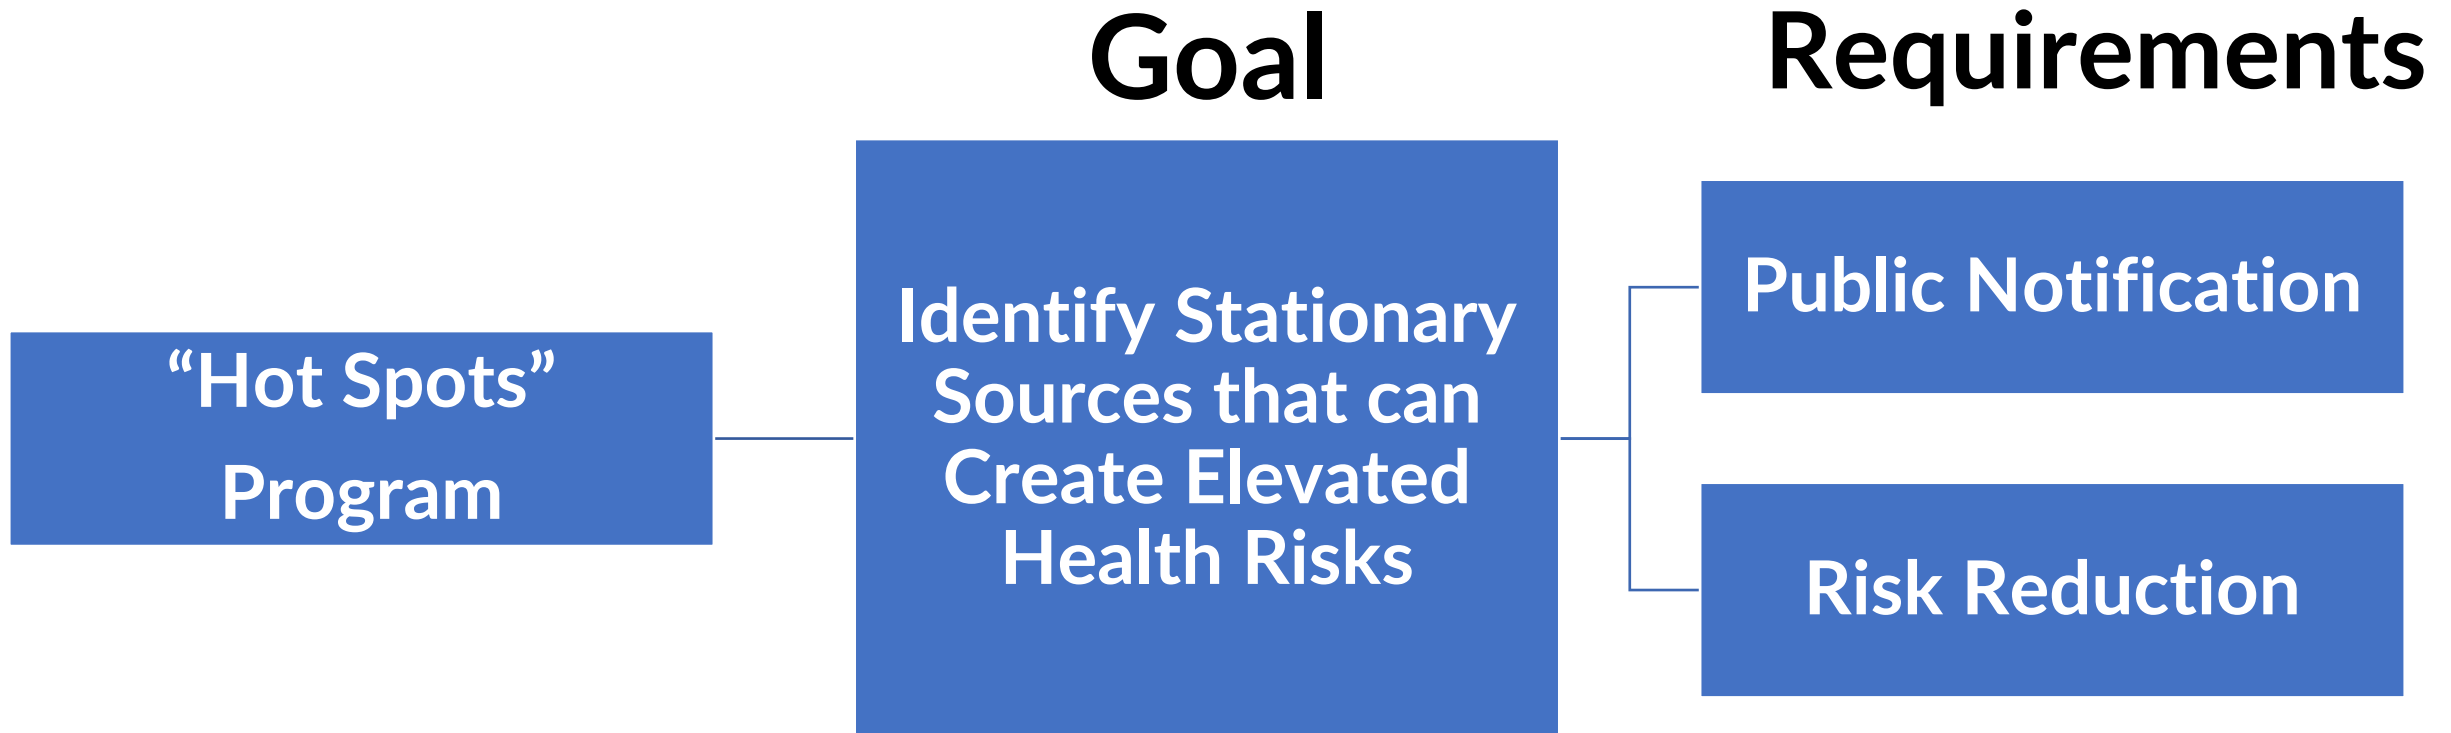 Goal
Requirements
“Hot Spots”
Program
Identify Stationary
Sources that can
Create Elevated
Health Risks
Public Notification
Risk Reduction